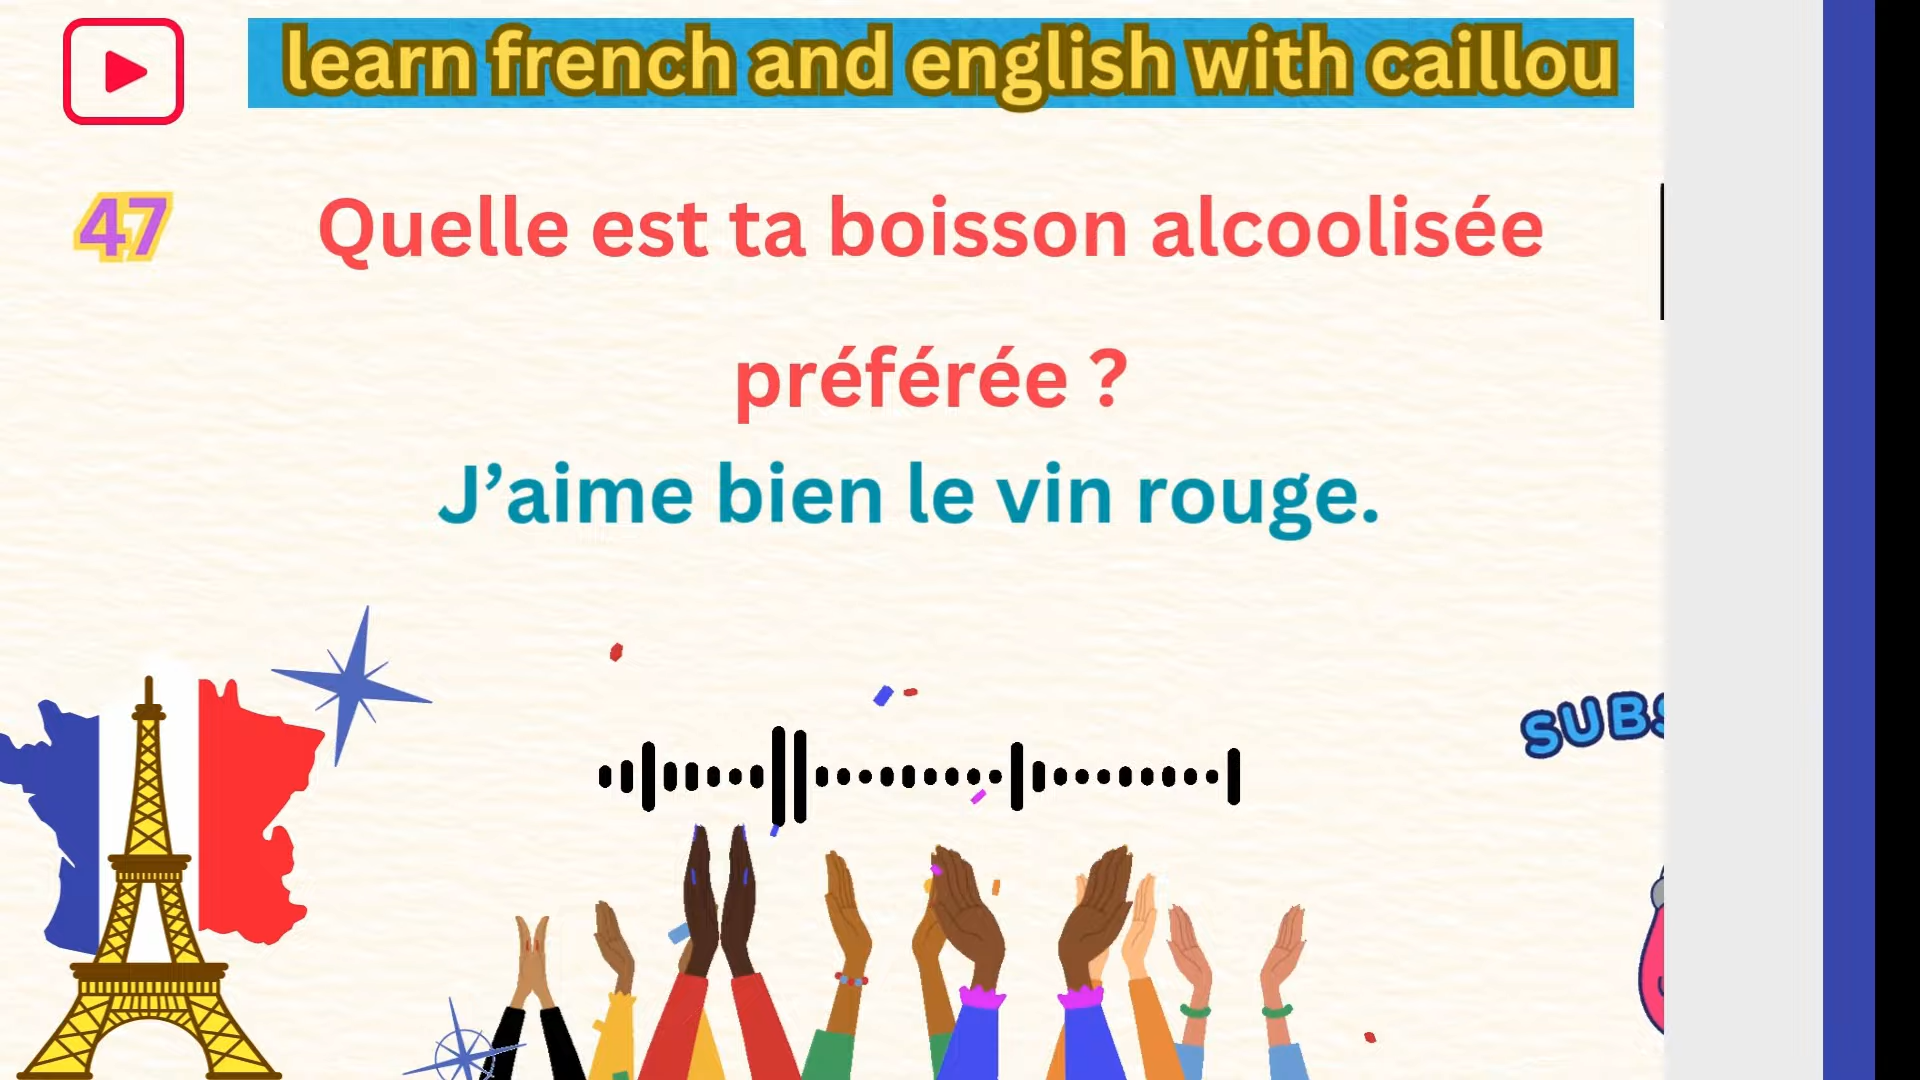 learn french and english with caillou
47
Quelle est ta boisson alcoolisée
préférée ?
J’aime bien le vin rouge.
SUBS